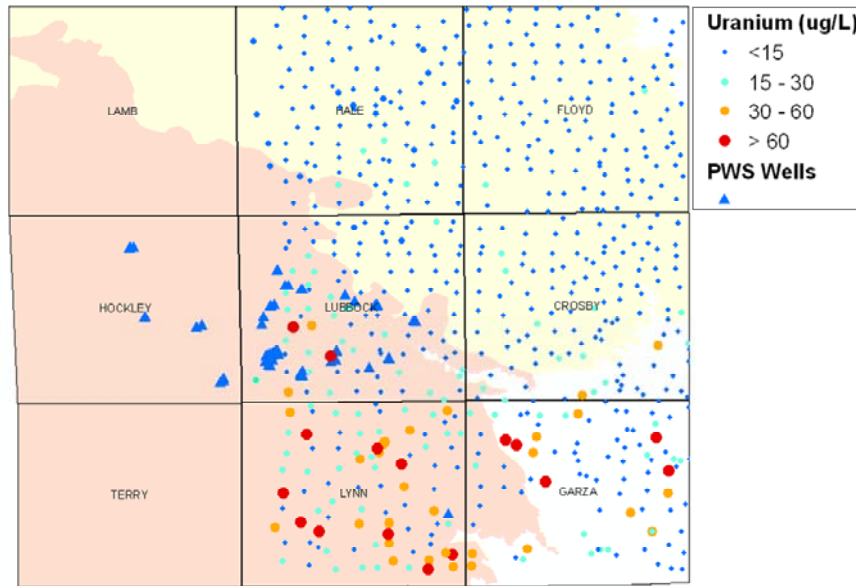 Uranium (ug/L)
<15
15 - 30
30 - 60
> 60
PWS Wells
LAMB
HALE
FLOYD
HOCKLEY
LUBBOCK
CROSBY
TERRY
LYNN
GARZA